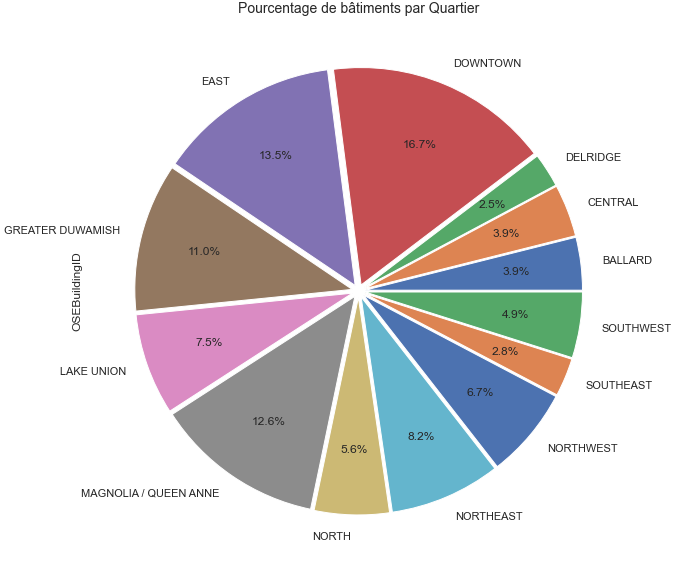 Pourcentage de bâtiments par Quartier
DOWNTOWN
EAST
16.7%
13.5%
DELRIDGE
2.5%
CENTRAL
3.9%
GREATER DUWAMISH
11.0%
BALLARD
3.9%
OSEBuildingID
4.9%
SOUTHWEST
7.5%
2.8%
LAKE UNION
SOUTHEAST
6.7%
12.6%
8.2%
5.6%
NORTHWEST
MAGNOLIA / QUEEN ANNE
NORTHEAST
NORTH